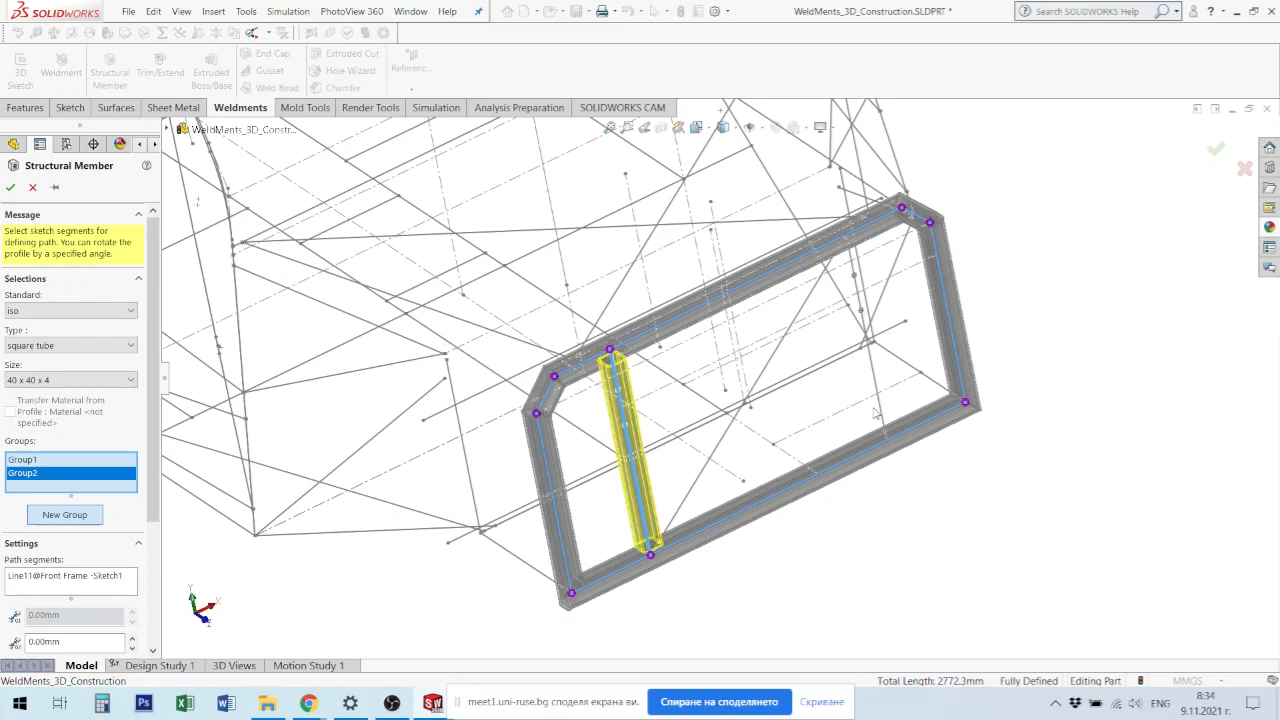 SOLIDWORKS
File Edit View Insert Tools Simulation PhotoView 360 Window Help
WeldMents_3D_Construction.SLDPRT *
Search SOLIDWORKS Help
3D Sketch
Weldment
Structural Member
Trim/Extend
Extruded Boss/Base
End Cap
Gusset
Weld Bead
Extruded Cut
Hole Wizard
Chamfer
Referenc...
Features Sketch Surfaces Sheet Metal Weldments Mold Tools Render Tools Simulation Analysis Preparation SOLIDWORKS CAM
WeldMents_3D_Constr...
Structural Member
Message
Select sketch segments for
defining path. You can rotate the
profile by a specified angle.
Selections
Standard:
iso
Type :
square tube
Size:
40 x 40 x 4
Transfer Material from
Profile : Material <not
specified>
Groups:
Group1
Group2
New Group
Settings
Path segments:
Line11@Front Frame -Sketch1
0.00mm
0.00mm
Y
X
Z
Model Design Study 1 3D Views Motion Study 1
WeldMents_3D_Construction
Total Length: 2772.3mm Fully Defined Editing Part MMGS
meet1.uni-ruse.bg споделя екрана ви.
Спиране на споделянето
Скриване
ENG
8:34
9.11.2021 г.